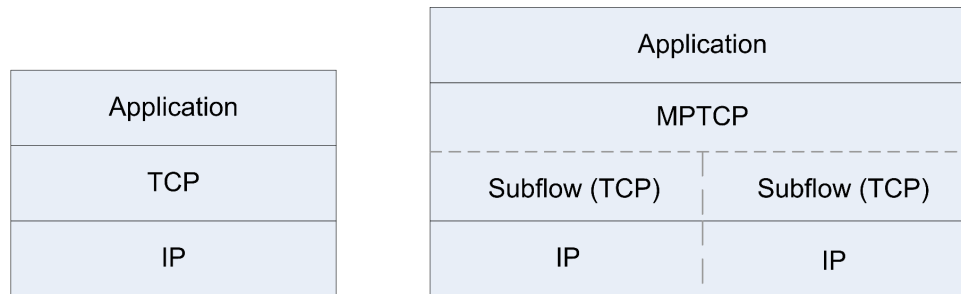 Application
TCP
IP
Application
MPTCP
Subflow (TCP)
Subflow (TCP)
IP
IP